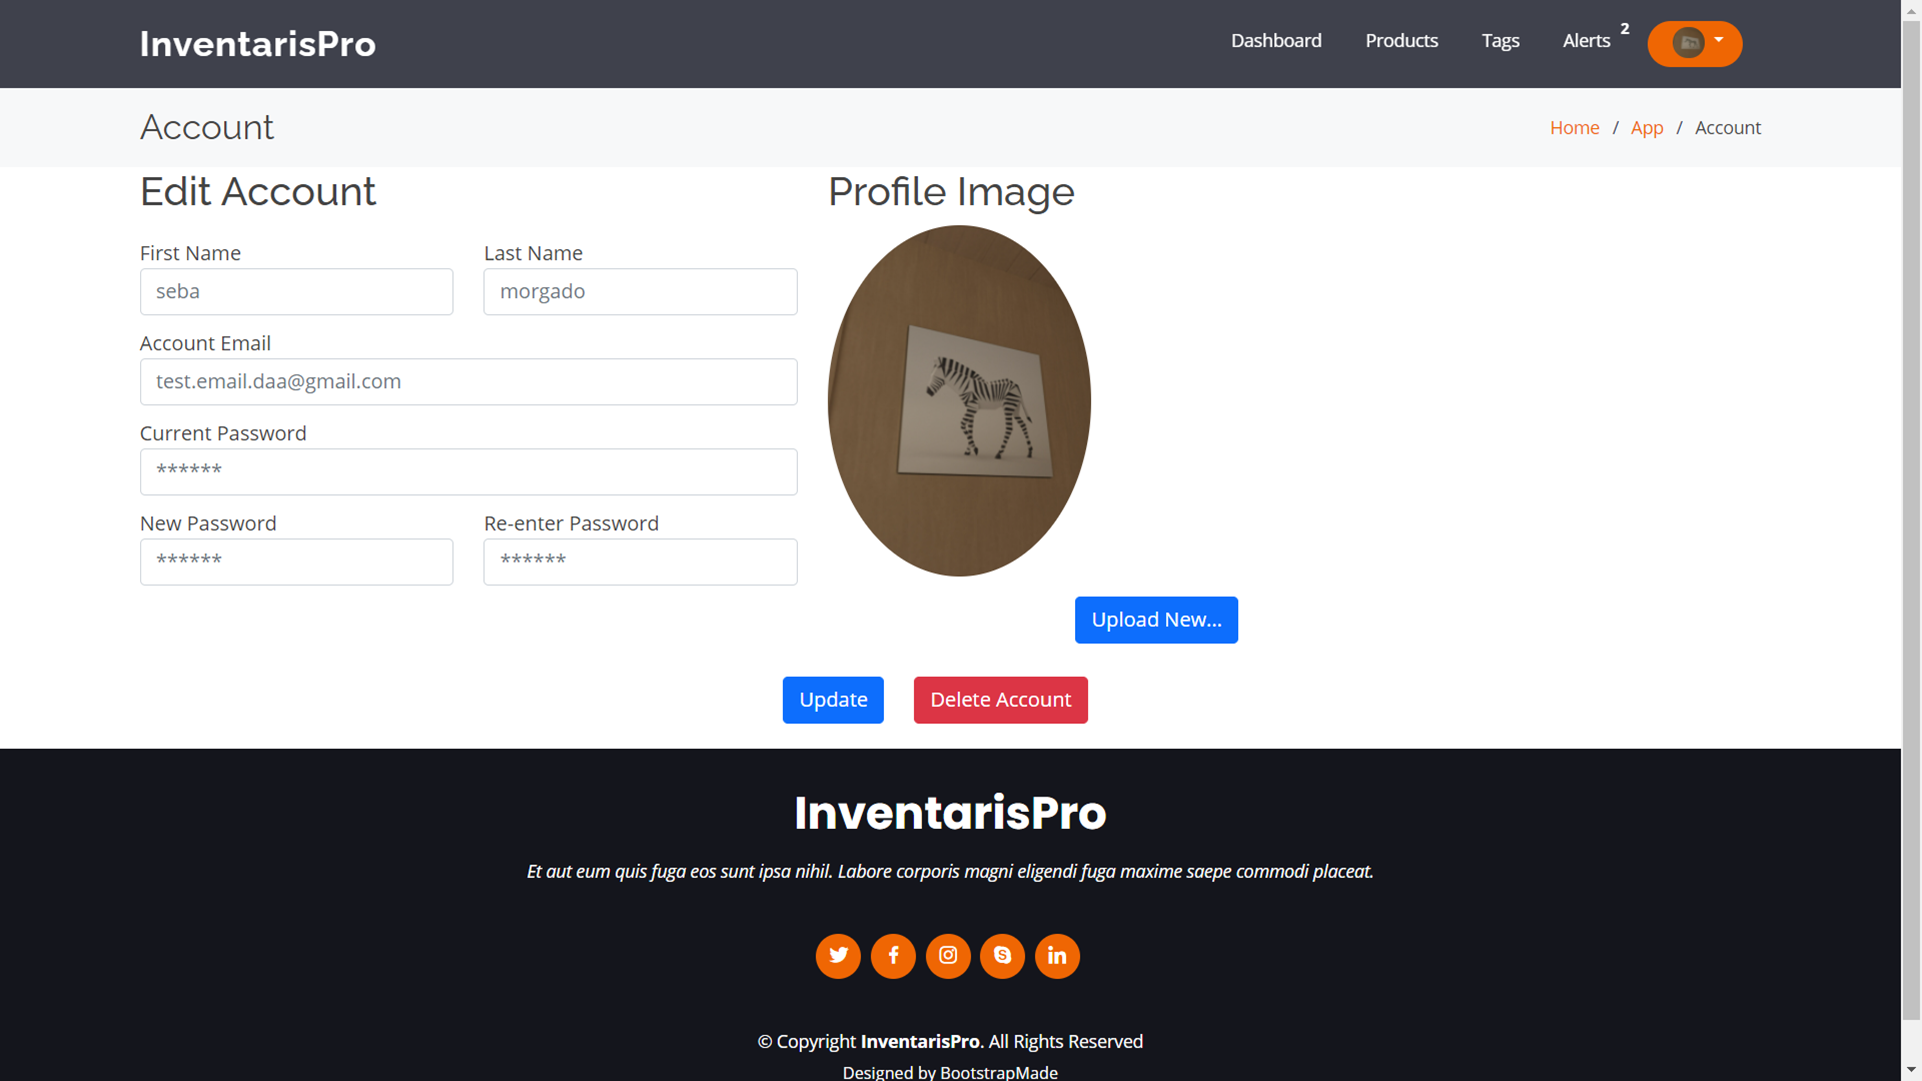 InventarisPro
Dashboard Products Tags Alerts 2
Account
Home / App / Account
Edit Account
Profile Image
First Name Last Name
seba morgado
Account Email
test.email.daa@gmail.com
Current Password
******
New Password Re-enter Password
****** ******
Upload New...
Update Delete Account
InventarisPro
Et aut eum quis fuga eos sunt ipsa nihil. Labore corporis magni eligendi fuga maxime saepe commodi placeat.
© Copyright InventarisPro. All Rights Reserved
Designed by BootstrapMade